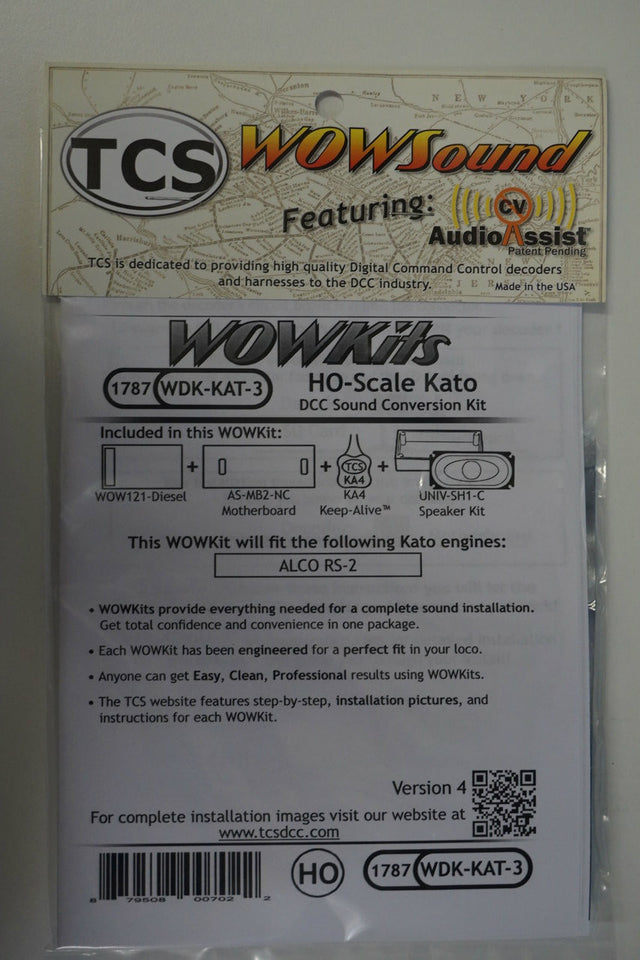 TCS
WOWSound
Featuring:
CV
AudioAssist
Patent Pending
TCS is dedicated to providing high quality Digital Command Control decoders
and harnesses to the DCC industry.
Made in the USA
WOWKits
1787 WDK-KAT-3
HO-Scale Kato
DCC Sound Conversion Kit
Included in this WOWKit:
+ + TCS KA4 +
WOW121-Diesel AS-MB2-NC KA4 UNIV-SH1-C
Motherboard Keep-Alive™ Speaker Kit
This WOWKit will fit the following Kato engines:
ALCO RS-2
• WOWKits provide everything needed for a complete sound installation.
Get total confidence and convenience in one package.
• Each WOWKit has been engineered for a perfect fit in your loco.
• Anyone can get Easy, Clean, Professional results using WOWKits.
• The TCS website features step-by-step, installation pictures, and
instructions for each WOWKit.
Version 4
For complete installation images visit our website at
www.tcsdcc.com
8 79508 00702 2
HO
1787 WDK-KAT-3